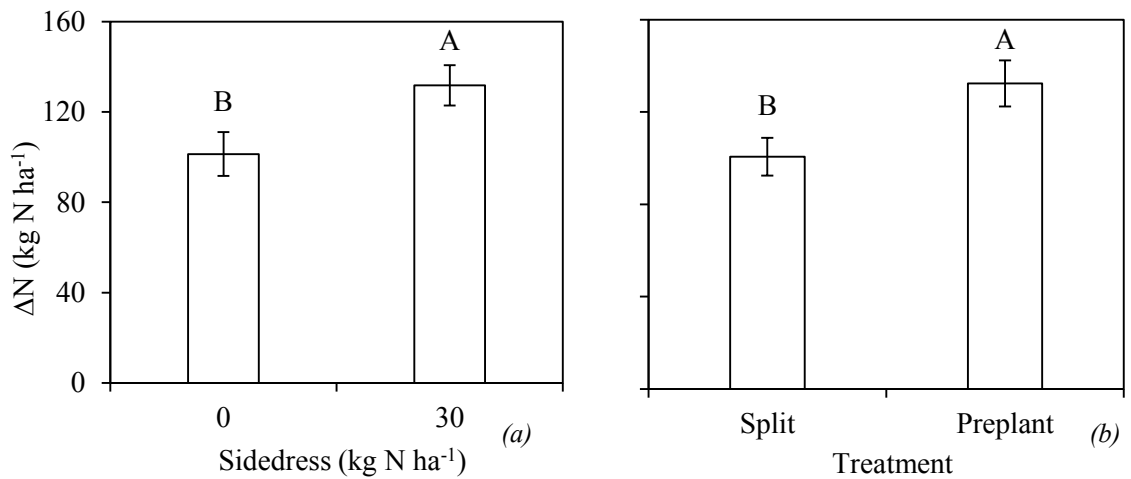 160
120
80
40
0
ΔN (kg N ha⁻¹)
B
A
0
30
Sidedress (kg N ha⁻¹)
(a)
B
A
Split
Preplant
Treatment
(b)